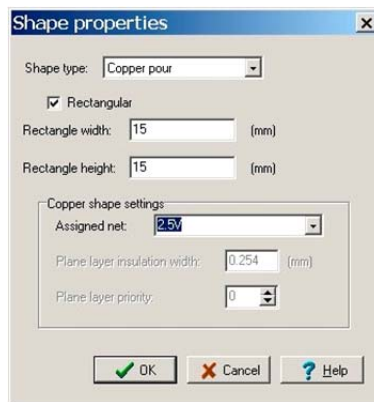 Shape properties
Shape type: Copper pour
Rectangular
Rectangle width: 15 (mm)
Rectangle height: 15 (mm)
Copper shape settings
Assigned net: 2.5V
Plane layer insulation width: 0.254 (mm)
Plane layer priority: 0
OK Cancel ? Help